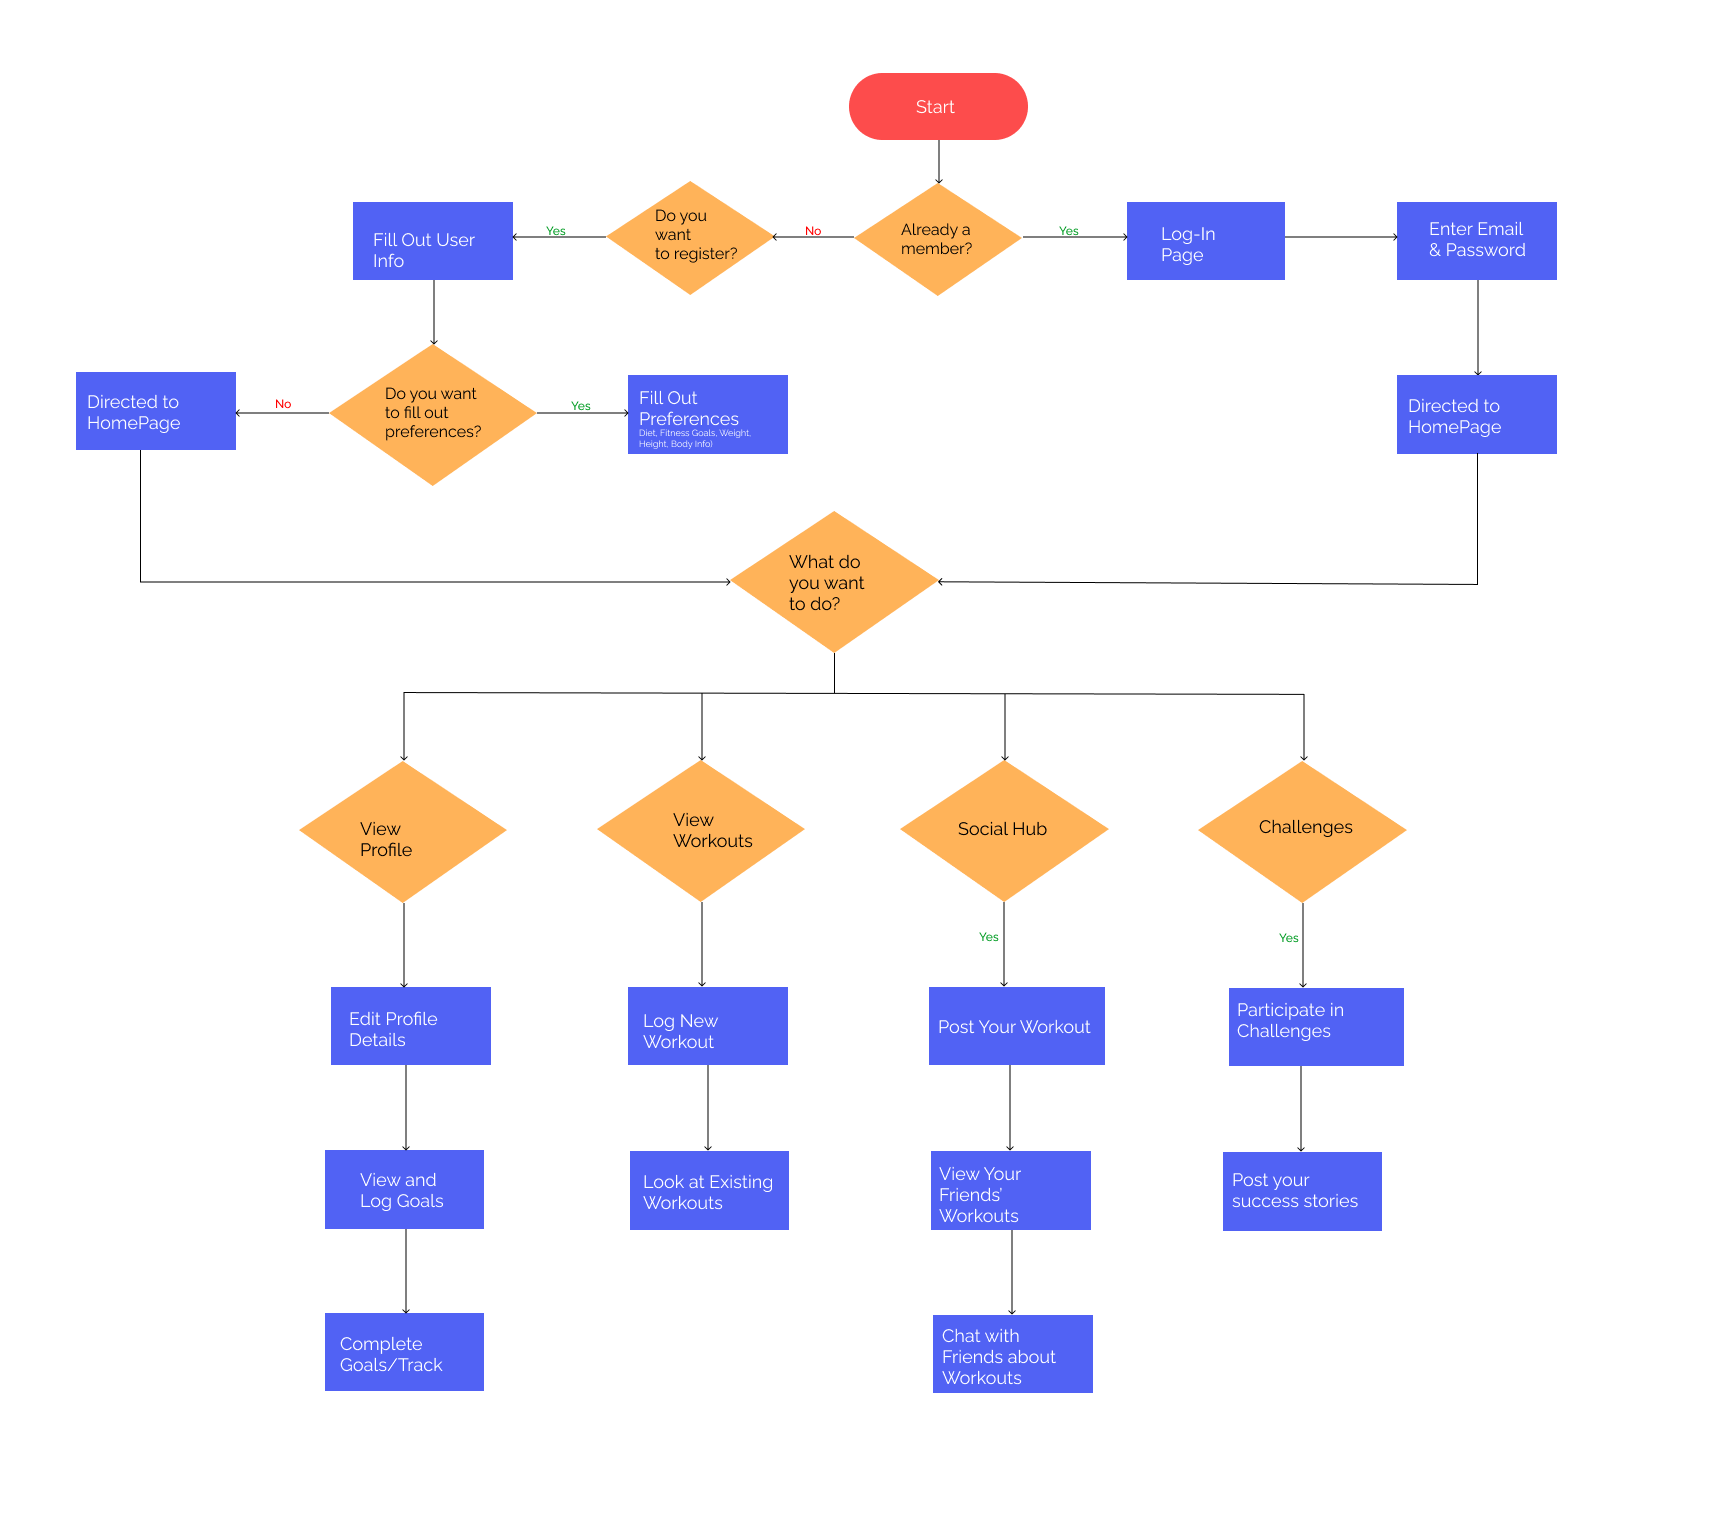 Start
Do you
want
to register?
Already a
member?
Fill Out User
Info
Yes
No
Yes
Log-In
Page
Enter Email
& Password
Directed to
HomePage
No
Do you want
to fill out
preferences?
Yes
Fill Out
Preferences
Diet, Fitness Goals, Weight,
Height, Body Info)
Directed to
HomePage
What do
you want
to do?
View
Profile
View
Workouts
Social Hub
Challenges
Yes
Yes
Edit Profile
Details
Log New
Workout
Post Your Workout
Participate in
Challenges
View and
Log Goals
Look at Existing
Workouts
View Your
Friends'
Workouts
Post your
success stories
Complete
Goals/Track
Chat with
Friends about
Workouts